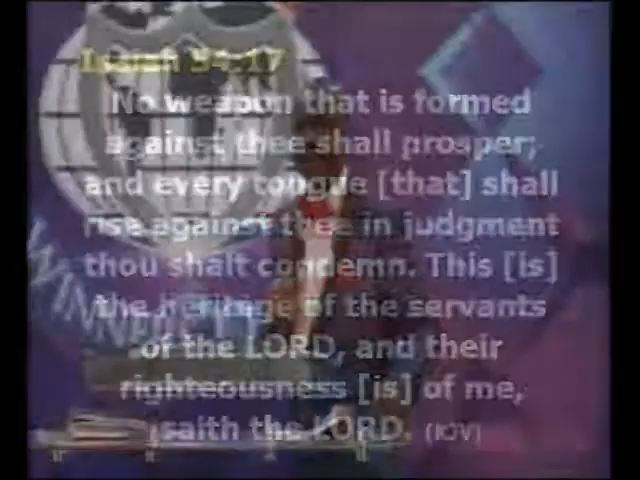 Isaiah 54:17
No weapon that is formed
against thee shall prosper;
and every tongue [that] shall
rise against thee in judgment
thou shalt condemn. This [is]
the heritage of the servants
of the LORD, and their
righteousness [is] of me,
saith the LORD. (KJV)